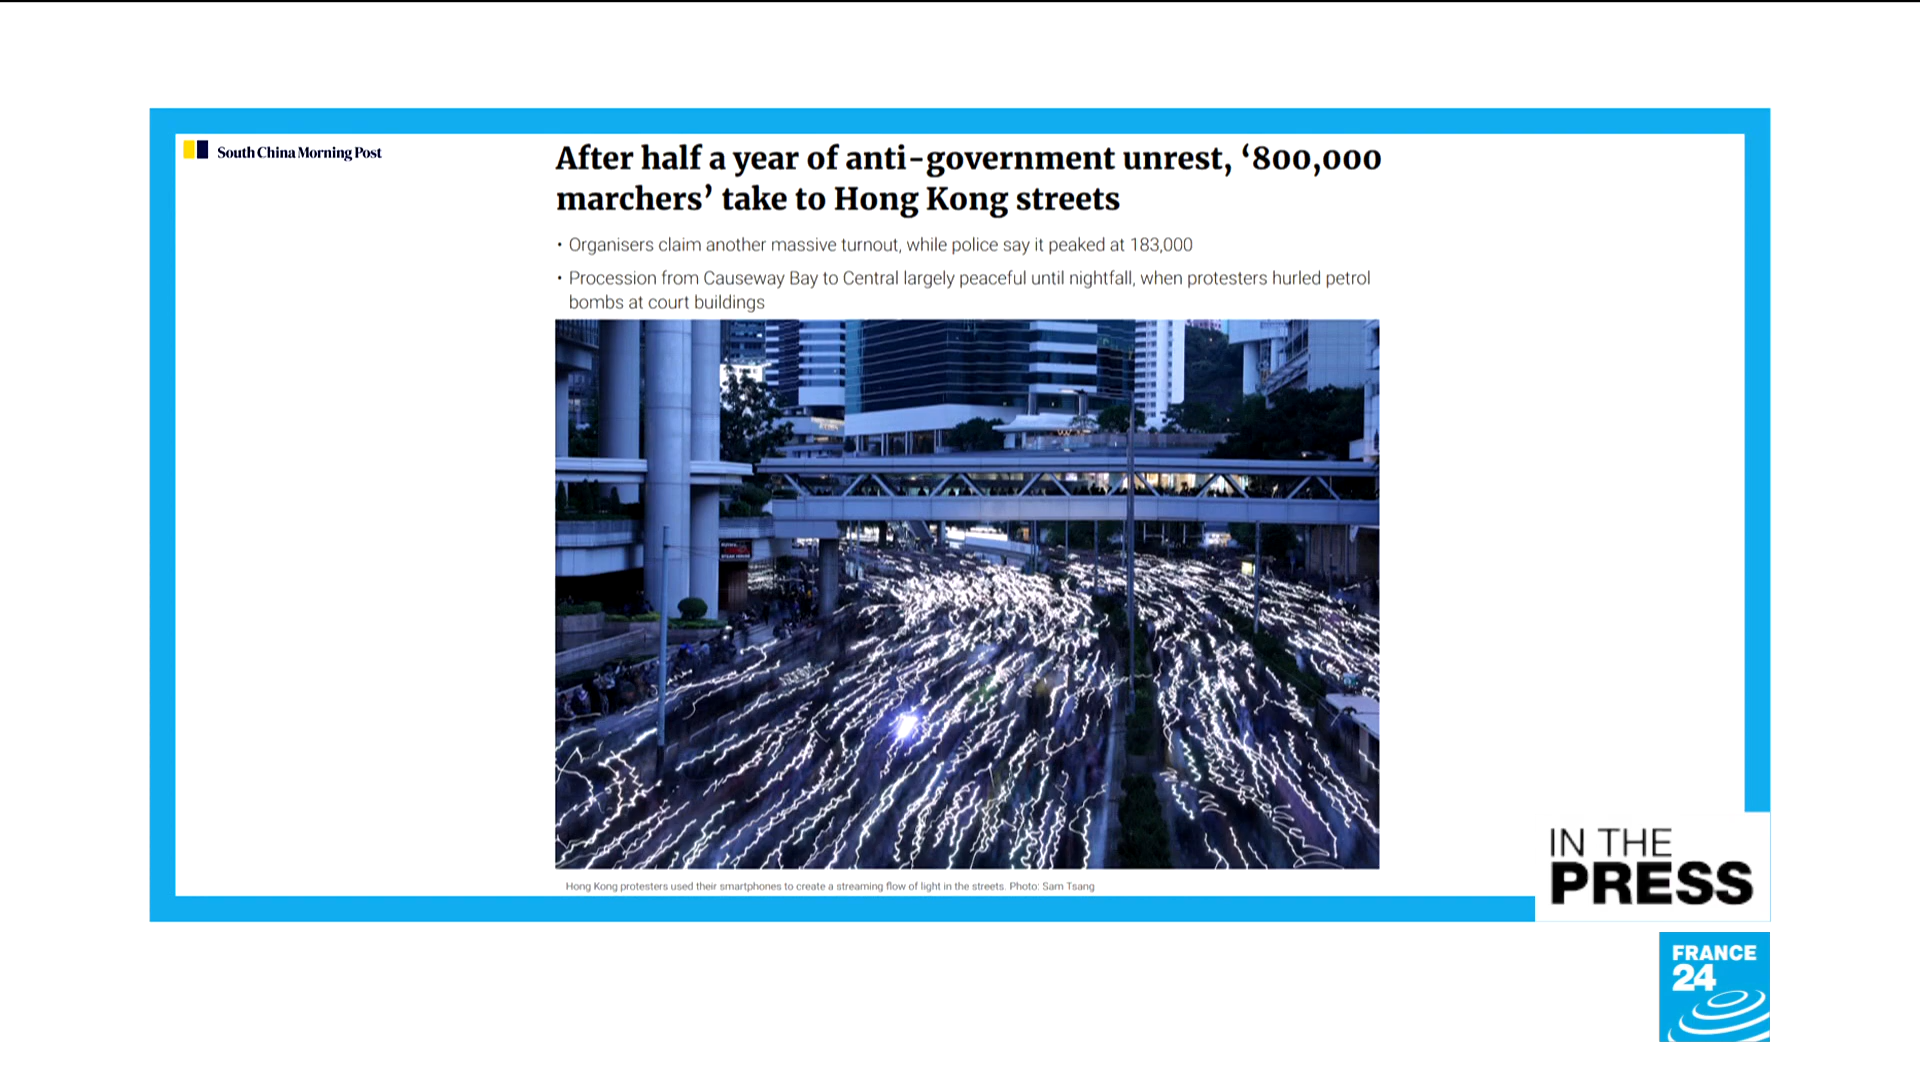 South China Morning Post
After half a year of anti-government unrest, ‘800,000
marchers’ take to Hong Kong streets
• Organisers claim another massive turnout, while police say it peaked at 183,000
• Procession from Causeway Bay to Central largely peaceful until nightfall, when protesters hurled petrol
bombs at court buildings
Hong Kong protesters used their smartphones to create a streaming flow of light in the streets. Photo: Sam Tsang
IN THE
PRESS
FRANCE
24